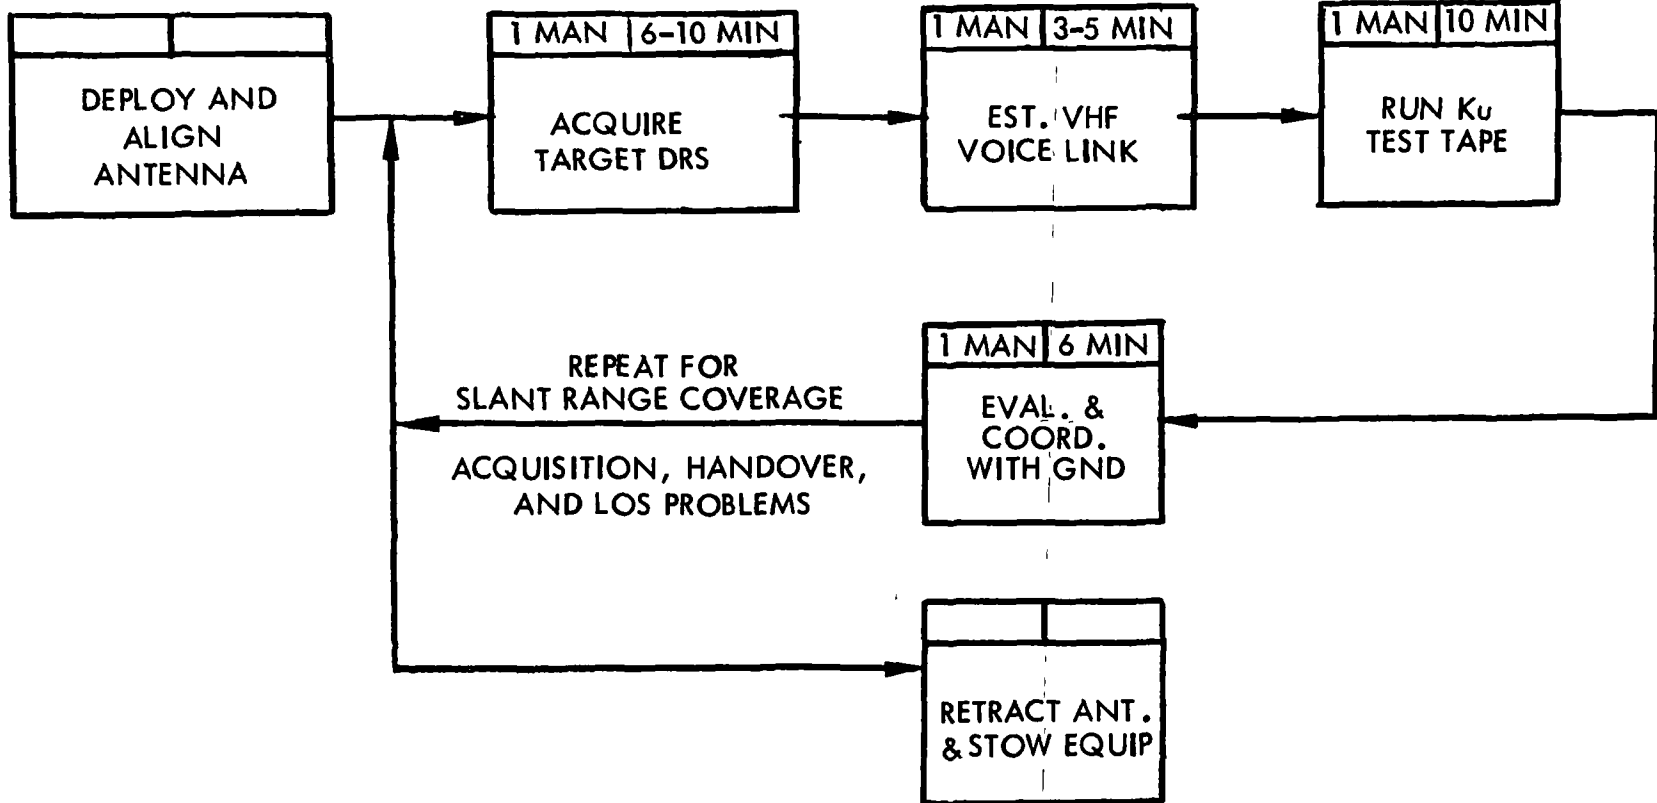 DEPLOY AND
ALIGN
ANTENNA
1 MAN 6-10 MIN
ACQUIRE
TARGET DRS
1 MAN 3-5 MIN
EST. VHF
VOICE LINK
1 MAN 10 MIN
RUN Ku
TEST TAPE
1 MAN 6 MIN
EVAL. &
COORD.
WITH GND
REPEAT FOR
SLANT RANGE COVERAGE
ACQUISITION, HANDOVER,
AND LOS PROBLEMS
RETRACT ANT.
& STOW EQUIP